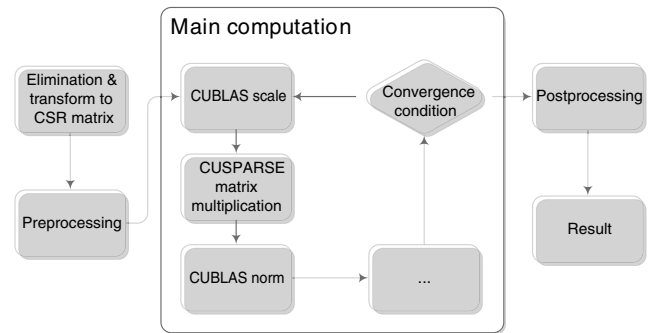 Main computation
Elimination &
transform to
CSR matrix
Preprocessing
CUBLAS scale
CUSPARSE
matrix
multiplication
CUBLAS norm
...
Convergence
condition
Postprocessing
Result